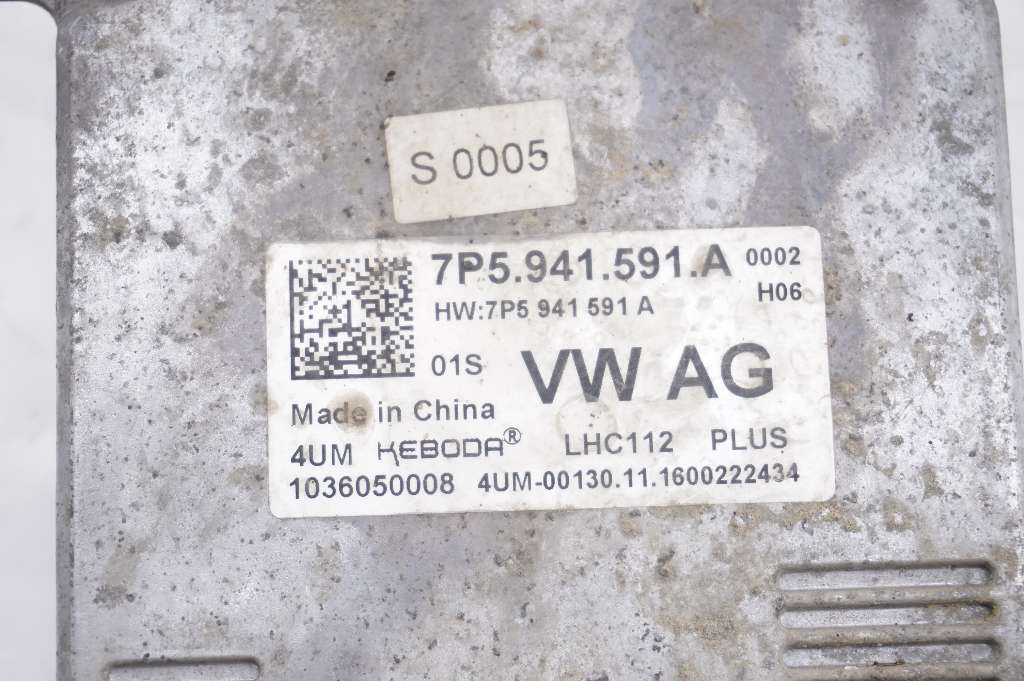 S 0005
7P5.941.591.A 0002
HW:7P5 941 591 A H06
01S VW AG
Made in China
4UM KEBODA® LHC112 PLUS
1036050008 4UM-00130.11.1600222434